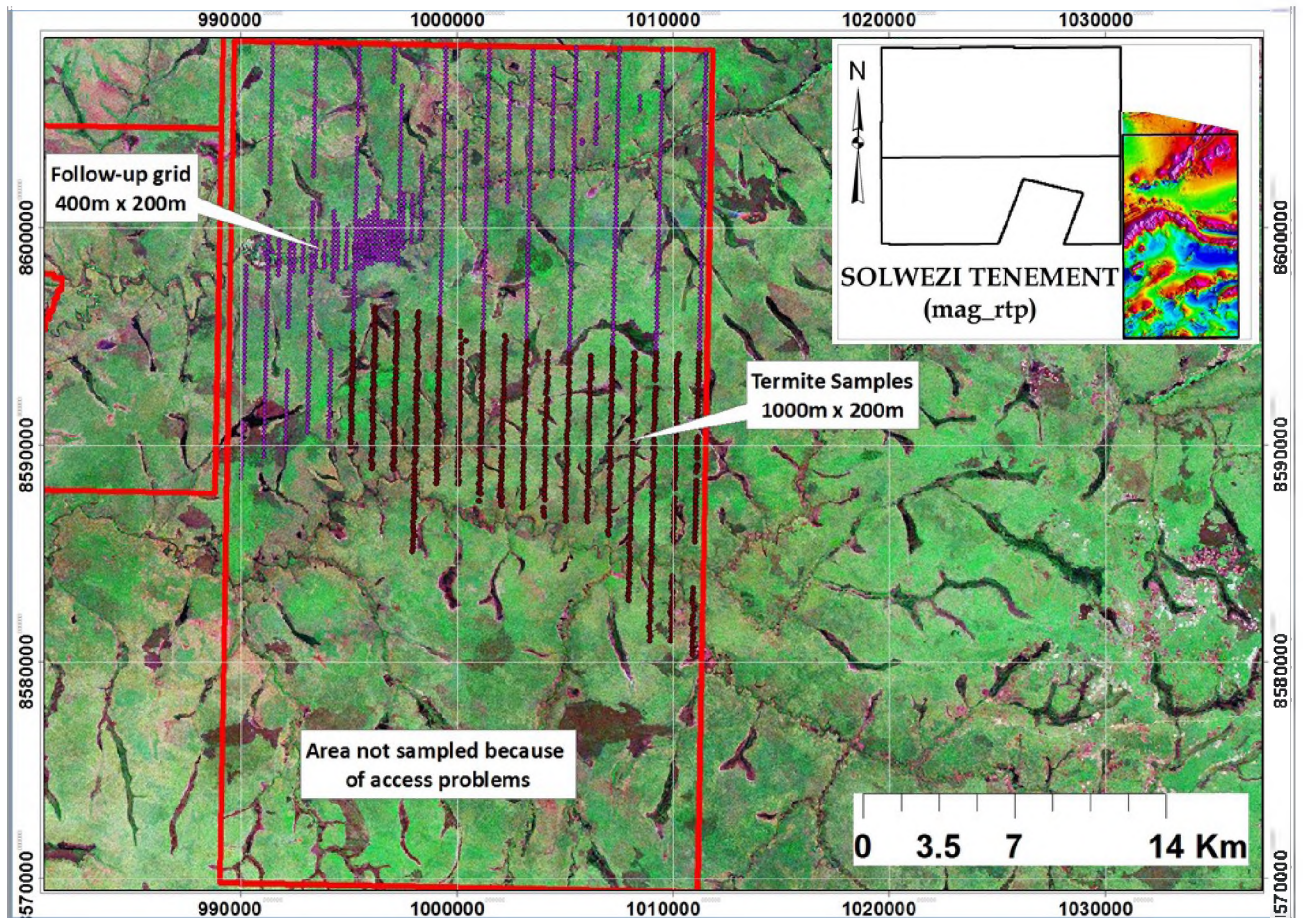 990000 1000000 1010000 1020000 1030000
N
Follow-up grid
400m x 200m
8600000
8600000
SOLWEZI TENEMENT
(mag_rtp)
Termite Samples
1000m x 200m
8590000
8590000
8580000
8580000
Area not sampled because
of access problems
0 3.5 7 14 Km
8570000
8570000
990000 1000000 1010000 1020000 1030000